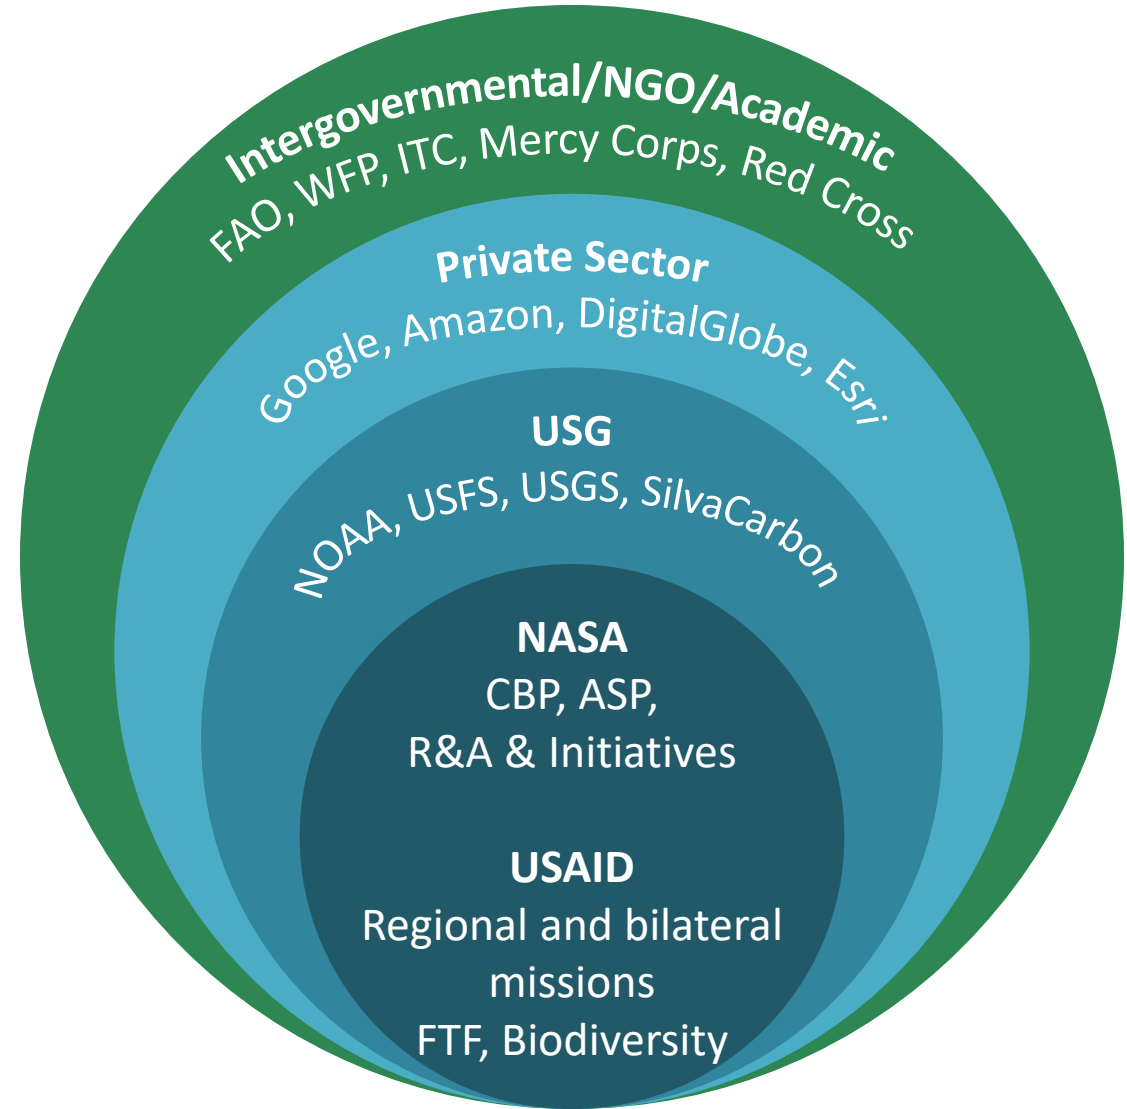 Intergovernmental/NGO/Academic
FAO, WFP, ITC, Mercy Corps, Red Cross
Private Sector
Google, Amazon, DigitalGlobe, Esri
USG
NOAA, USFS, USGS, SilvaCarbon
NASA
CBP, ASP,
R&A & Initiatives
USAID
Regional and bilateral
missions
FTF, Biodiversity